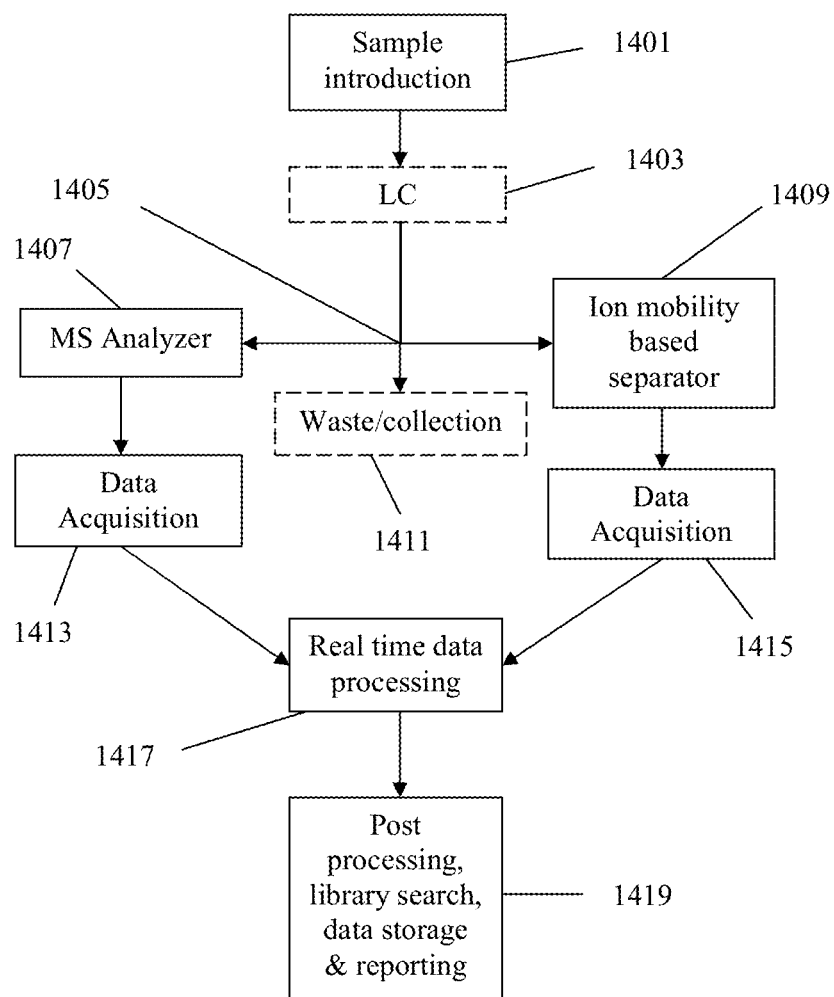 Sample
introduction
1401
LC
1403
1405
1407
1409
MS Analyzer
Ion mobility
based
separator
Waste/collection
1411
Data
Acquisition
1413
Data
Acquisition
1415
Real time data
processing
1417
Post
processing,
library search,
data storage
& reporting
1419